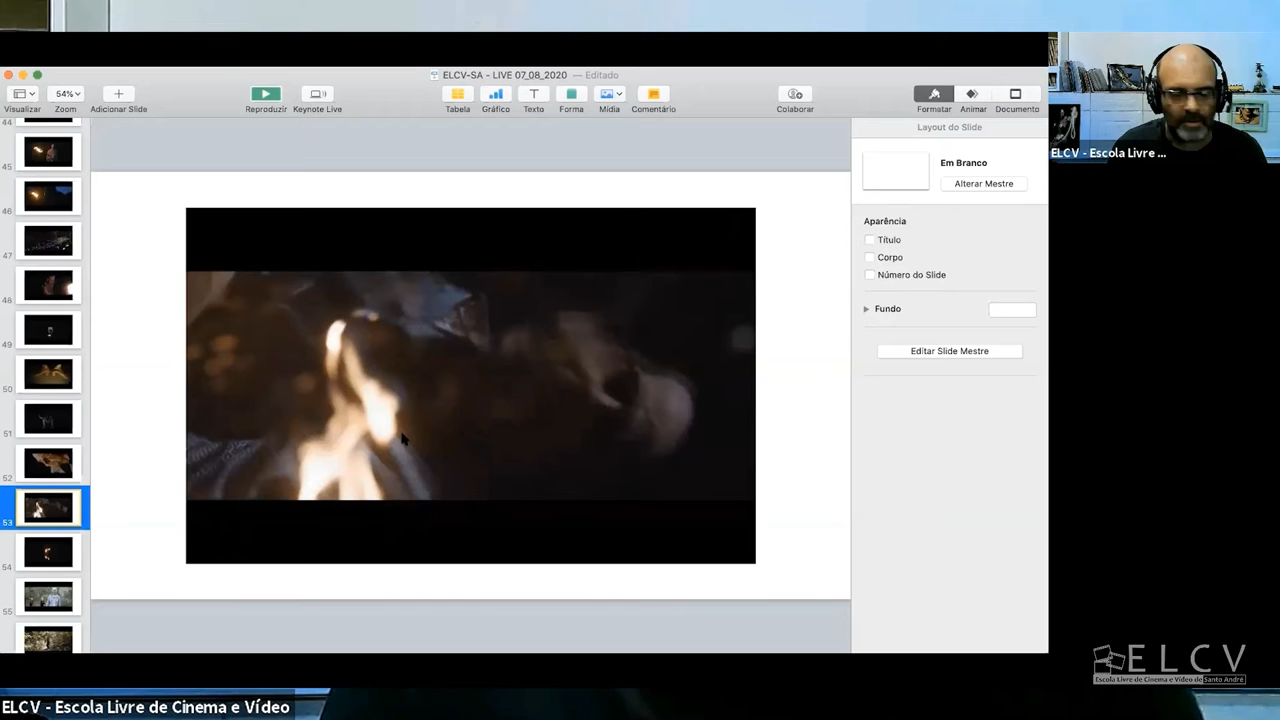 ELCV-SA - LIVE 07_08_2020 — Editado
54%
Visualizar Zoom Adicionar Slide Reproduzir Keynote Live Tabela Gráfico Texto Forma Mídia Comentário Colaborar Formatar Animar Documento
Layout do Slide
Em Branco
Alterar Mestre
Aparência
Título
Corpo
Número do Slide
Fundo
Editar Slide Mestre
44
45
46
47
48
49
50
51
52
53
54
55
ELCV - Escola Livre ...
ELCV
Escola Livre de Cinema e Vídeo de Santo André
ELCV - Escola Livre de Cinema e Vídeo